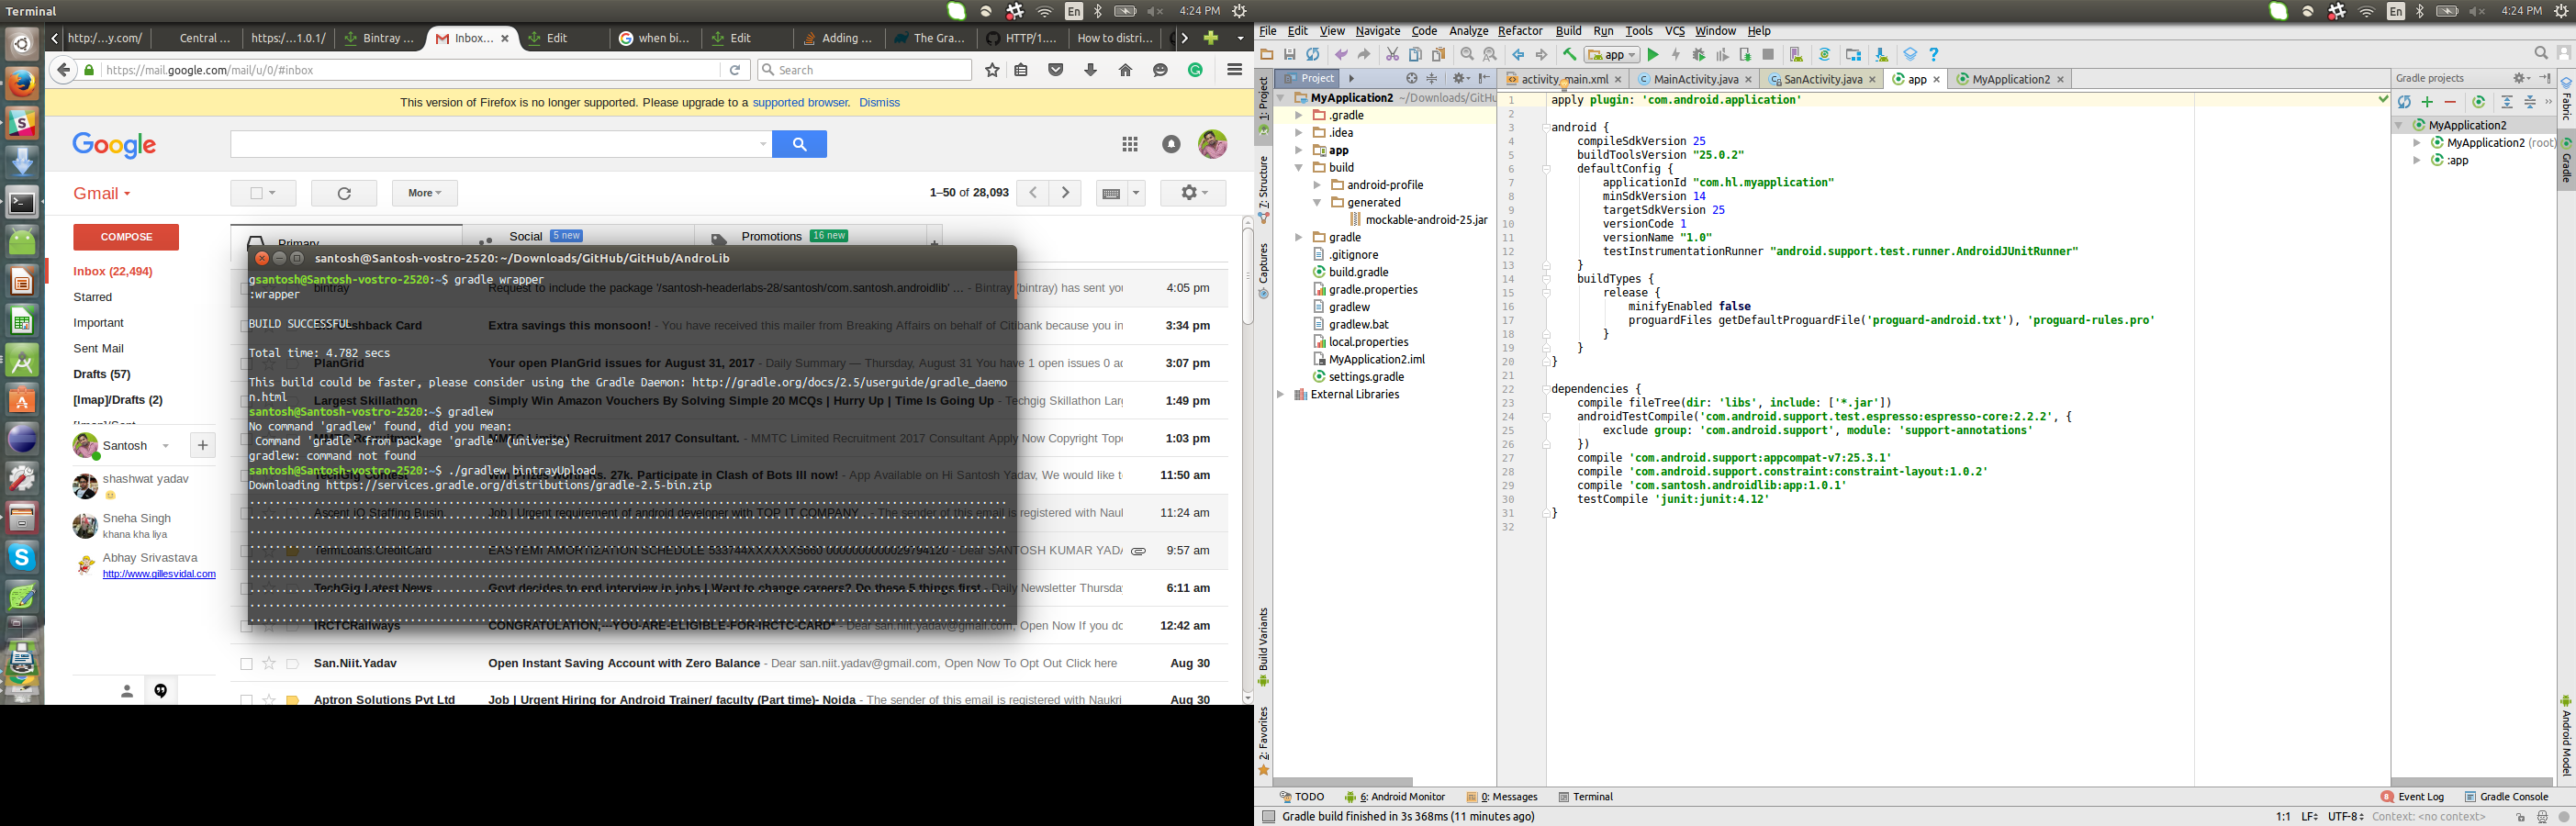 Terminal
En
4:24 PM
http:/...y.com/
Central ...
https:/...1.0.1/
Bintray ...
Inbox...
Edit
when bi...
Edit
Adding ...
The Gra...
HTTP/1....
How to distri...
https://mail.google.com/mail/u/0/#inbox
Search
This version of Firefox is no longer supported. Please upgrade to a supported browser. Dismiss
Google
Gmail
More
1–50 of 28,093
COMPOSE
Inbox (22,494)
Starred
Important
Sent Mail
Drafts (57)
[Imap]/Drafts (2)
Santosh
shashwat yadav
Sneha Singh
khana kha liya
Abhay Srivastava
http://www.gillesvidal.com
Primary
Social 5 new
Promotions 16 new
santosh@Santosh-vostro-2520: ~/Downloads/GitHub/GitHub/AndroLib
gsantosh@Santosh-vostro-2520:~$ gradle wrapper
:wrapper
BUILD SUCCESSFUL
Total time: 4.782 secs
This build could be faster, please consider using the Gradle Daemon: http://gradle.org/docs/2.5/userguide/gradle_daemo
n.html
santosh@Santosh-vostro-2520:~$ gradlew
No command 'gradlew' found, did you mean:
Command 'gradle' from package 'gradle' (universe)
gradlew: command not found
santosh@Santosh-vostro-2520:~$ ./gradlew bintrayUpload
Downloading https://services.gradle.org/distributions/gradle-2.5-bin.zip
bintray Request to include the package '/santosh-headerlabs-28/santosh/com.santosh.androidlib' ... - Bintray (bintray) has sent you 4:05 pm
Cashback Card Extra savings this monsoon! - You have received this mailer from Breaking Affairs on behalf of Citibank because you in 3:34 pm
PlanGrid Your open PlanGrid issues for August 31, 2017 - Daily Summary — Thursday, August 31 You have 1 open issues 0 ac 3:07 pm
Largest Skillathon Simply Win Amazon Vouchers By Solving Simple 20 MCQs | Hurry Up | Time Is Going Up - Techgig Skillathon Larg 1:49 pm
MMTC Recruitment MMTC Limited Recruitment 2017 Consultant. - MMTC Limited Recruitment 2017 Consultant Apply Now Copyright Topc 1:03 pm
TechGig Contest Win Prizes worth Rs. 27k. Participate in Clash of Bots III now! - App Available on Hi Santosh Yadav, We would like to 11:50 am
Ascent iQ Staffing Busin. Job | Urgent requirement of android developer with TOP IT COMPANY - The sender of this email is registered with Naukr 11:24 am
TermLoans.CreditCard EASYEMI AMORTIZATION SCHEDULE - Dear SANTOSH KUMAR YADA 9:57 am
TechGig Latest News Govt decides to end interview in jobs | Want to change careers? Do these 5 things first - Daily Newsletter Thursday 6:11 am
IRCTCRailways CONGRATULATION,---YOU-ARE-ELIGIBLE-FOR-IRCTC-CARD* - Dear san.niit.yadav@gmail.com, Open Now If you do 12:42 am
San.Niit.Yadav Open Instant Saving Account with Zero Balance - Dear san.niit.yadav@gmail.com, Open Now To Opt Out Click here Aug 30
Aptron Solutions Pvt Ltd Job | Urgent Hiring for Android Trainer/ faculty (Part time)- Noida - The sender of this email is registered with Naukri Aug 30
En
4:24 PM
File Edit View Navigate Code Analyze Refactor Build Run Tools VCS Window Help
app
1: Project
7: Structure
Captures
Build Variants
2: Favorites
Project
MyApplication2 ~/Downloads/GitHu
.gradle
.idea
app
build
android-profile
generated
mockable-android-25.jar
gradle
.gitignore
build.gradle
gradle.properties
gradlew
gradlew.bat
local.properties
MyApplication2.iml
settings.gradle
External Libraries
activity_main.xml
MainActivity.java
SanActivity.java
app
MyApplication2
1 apply plugin: 'com.android.application'
2
3 android {
4 compileSdkVersion 25
5 buildToolsVersion "25.0.2"
6 defaultConfig {
7 applicationId "com.hl.myapplication"
8 minSdkVersion 14
9 targetSdkVersion 25
10 versionCode 1
11 versionName "1.0"
12 testInstrumentationRunner "android.support.test.runner.AndroidJUnitRunner"
13 }
14 buildTypes {
15 release {
16 minifyEnabled false
17 proguardFiles getDefaultProguardFile('proguard-android.txt'), 'proguard-rules.pro'
18 }
19 }
20 }
21
22 dependencies {
23 compile fileTree(dir: 'libs', include: ['*.jar'])
24 androidTestCompile('com.android.support.test.espresso:espresso-core:2.2.2', {
25 exclude group: 'com.android.support', module: 'support-annotations'
26 })
27 compile 'com.android.support:appcompat-v7:25.3.1'
28 compile 'com.android.support.constraint:constraint-layout:1.0.2'
29 compile 'com.santosh.androidlib:app:1.0.1'
30 testCompile 'junit:junit:4.12'
31 }
32
Gradle projects
MyApplication2
MyApplication2 (root)
:app
Fabric
Gradle
Android Model
TODO
6: Android Monitor
0: Messages
Terminal
8 Event Log
Gradle Console
Gradle build finished in 3s 368ms (11 minutes ago)
1:1 LF UTF-8 Context: <no context>